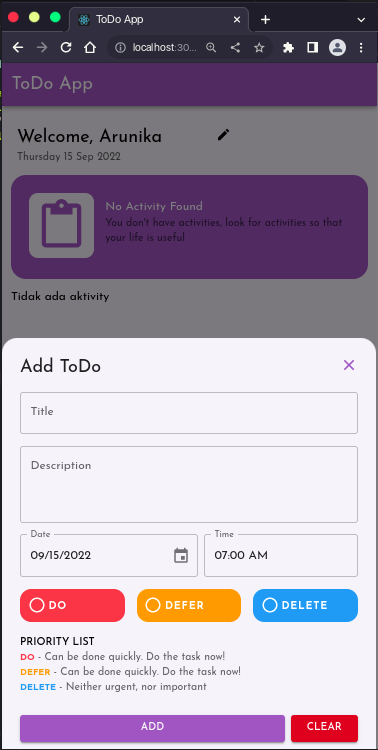 ToDo App
localhost:30...
ToDo App
Welcome, Arunika
Thursday 15 Sep 2022
No Activity Found
You don't have activities, look for activities so that
your life is useful
Tidak ada aktivity
Add ToDo
Title
Description
Date
Time
09/15/2022
07:00 AM
DO
DEFER
DELETE
PRIORITY LIST
DO - Can be done quickly. Do the task now!
DEFER - Can be done quickly. Do the task now!
DELETE - Neither urgent, nor important
ADD
CLEAR